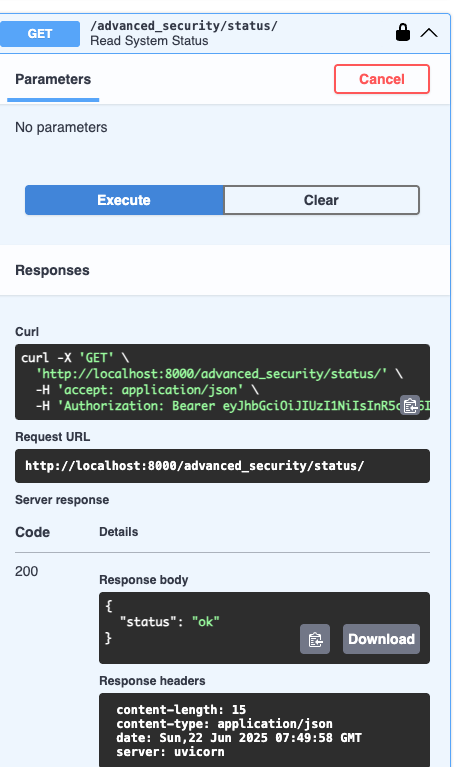 GET
/advanced_security/status/
Read System Status
Parameters
Cancel
No parameters
Execute
Clear
Responses
Curl
curl -X 'GET' \
'http://localhost:8000/advanced_security/status/' \
-H 'accept: application/json' \
-H 'Authorization: Bearer eyJhbGciOiJIUzI1NiIsInR5c
Request URL
http://localhost:8000/advanced_security/status/
Server response
Code
Details
200
Response body
{
"status": "ok"
}
Download
Response headers
content-length: 15
content-type: application/json
date: Sun,22 Jun 2025 07:49:58 GMT
server: uvicorn